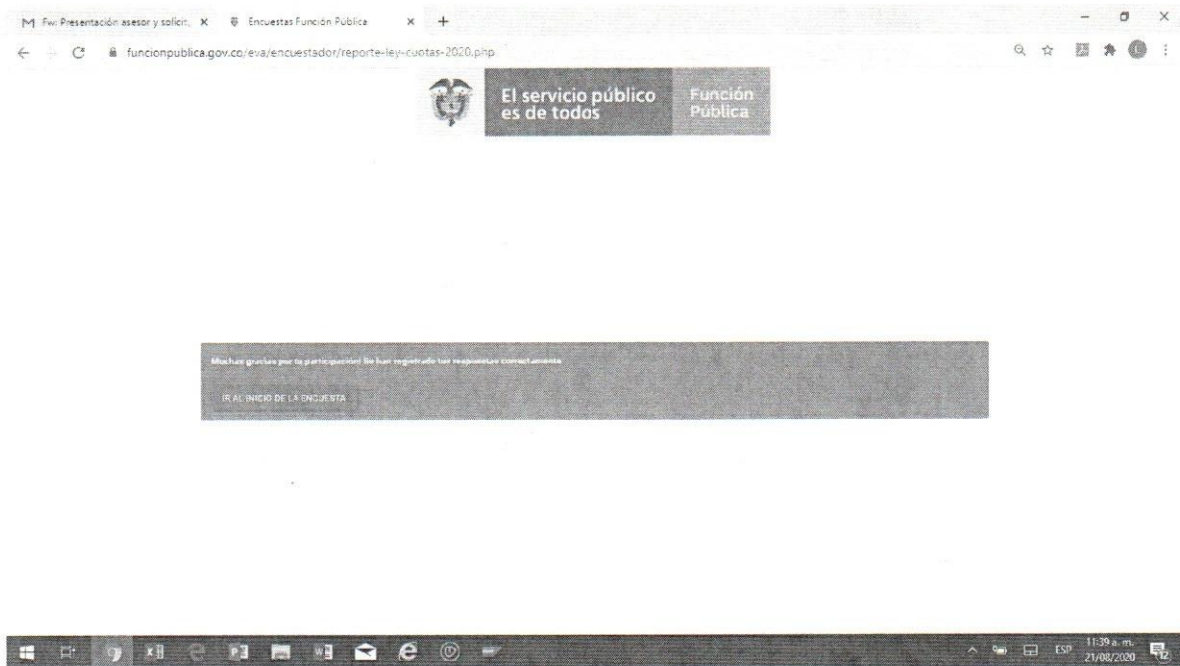 Fw: Presentación asesor y solicit
Encuestas Función Pública
funcionpublica.gov.co/eva/encuestador/reporte-ley-cuotas-2020.php
El servicio público
es de todos
Función
Pública
Muchas gracias por tu participación! Se han registrado tus respuestas correctamente
IR AL INICIO DE LA ENCUESTA
ESP
11:39 a. m.
21/08/2020